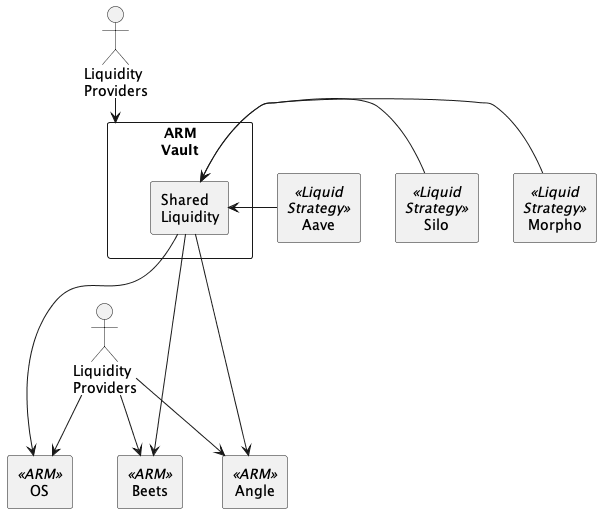 Liquidity
Providers
ARM
Vault
Shared
Liquidity
«Liquid
Strategy»
Aave
«Liquid
Strategy»
Silo
«Liquid
Strategy»
Morpho
Liquidity
Providers
«ARM»
OS
«ARM»
Beets
«ARM»
Angle